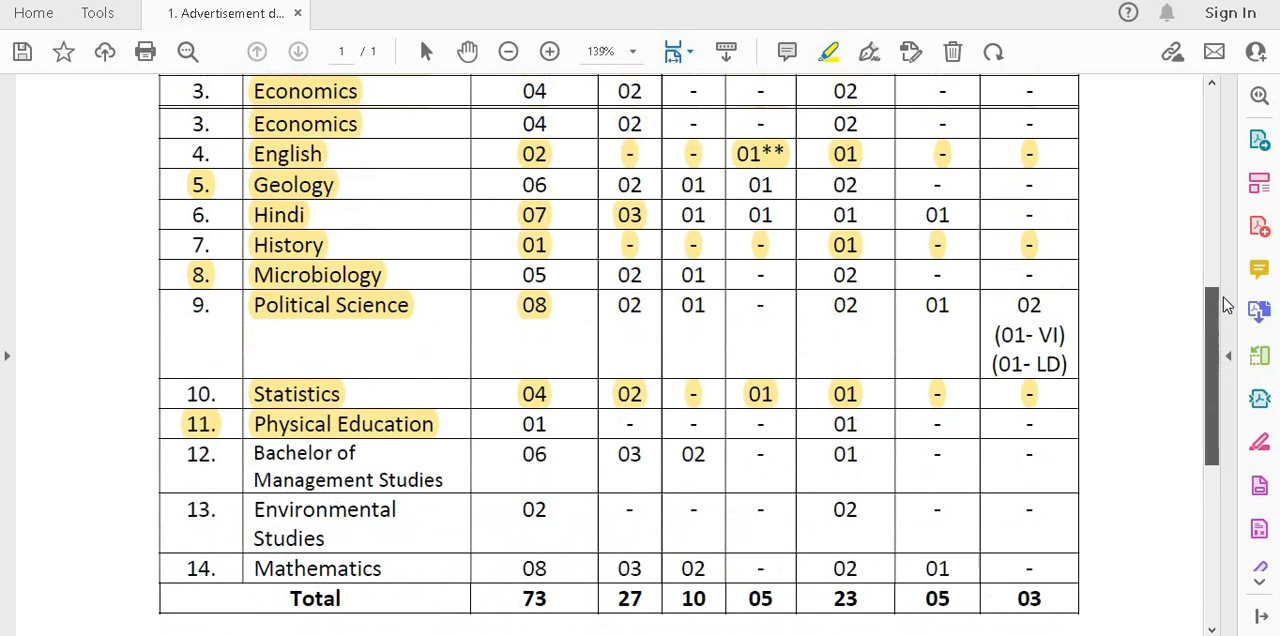 Home Tools 1. Advertisement d... × Sign In
1 / 1 139%
3. Economics 04 02 - - 02 - -
3. Economics 04 02 - - 02 - -
4. English 02 - - 01** 01 - -
5. Geology 06 02 01 01 02 - -
6. Hindi 07 03 01 01 01 01 -
7. History 01 - - - 01 - -
8. Microbiology 05 02 01 - 02 - -
9. Political Science 08 02 01 - 02 01 02
(01- VI)
(01- LD)
10. Statistics 04 02 - 01 01 - -
11. Physical Education 01 - - - 01 - -
12. Bachelor of 06 03 02 - 01 - -
Management Studies
13. Environmental 02 - - - 02 - -
Studies
14. Mathematics 08 03 02 - 02 01 -
Total 73 27 10 05 23 05 03